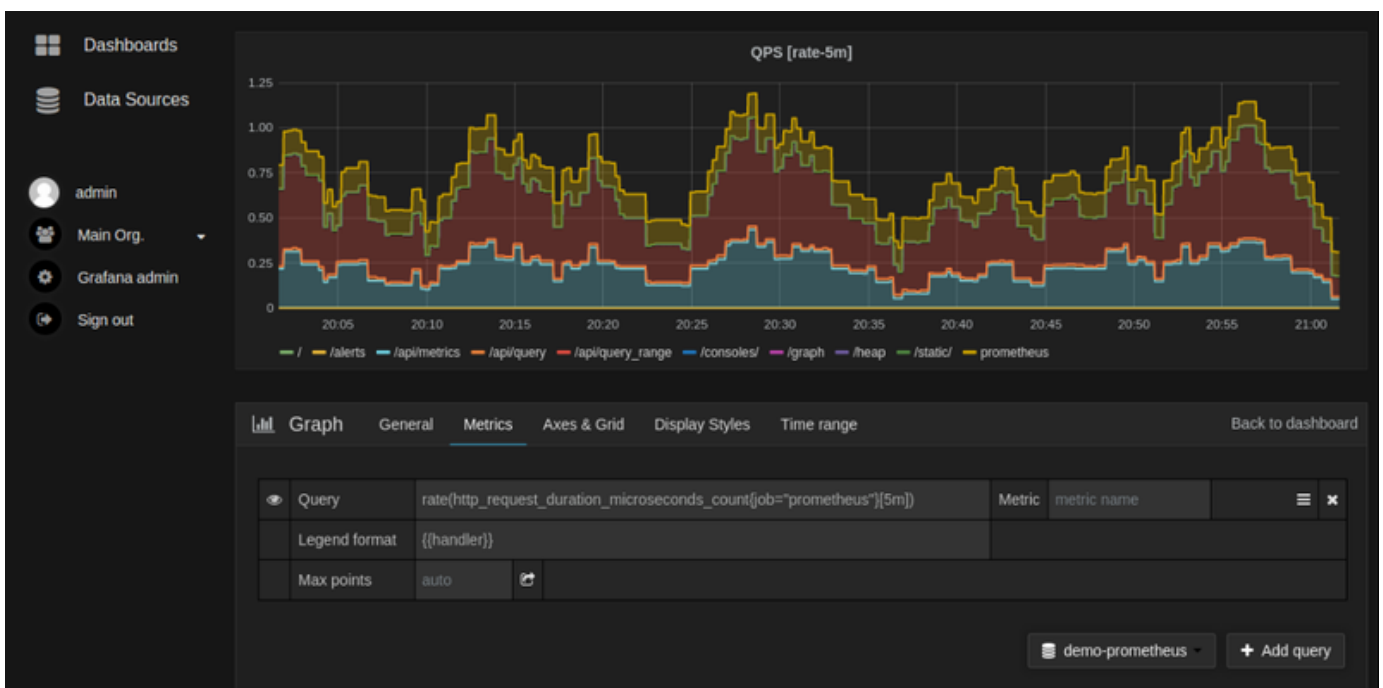 Dashboards
Data Sources
admin
Main Org.
Grafana admin
Sign out
QPS [rate-5m]
1.25
1.00
0.75
0.50
0.25
0
20:05 20:10 20:15 20:20 20:25 20:30 20:35 20:40 20:45 20:50 20:55 21:00
/ /alerts /api/metrics /api/query /api/query_range /consoles/ /graph /heap /static/ prometheus
Graph General Metrics Axes & Grid Display Styles Time range Back to dashboard
Query rate(http_request_duration_microseconds_count{job="prometheus"}[5m]) Metric metric name
Legend format {{handler}}
Max points auto
demo-prometheus Add query